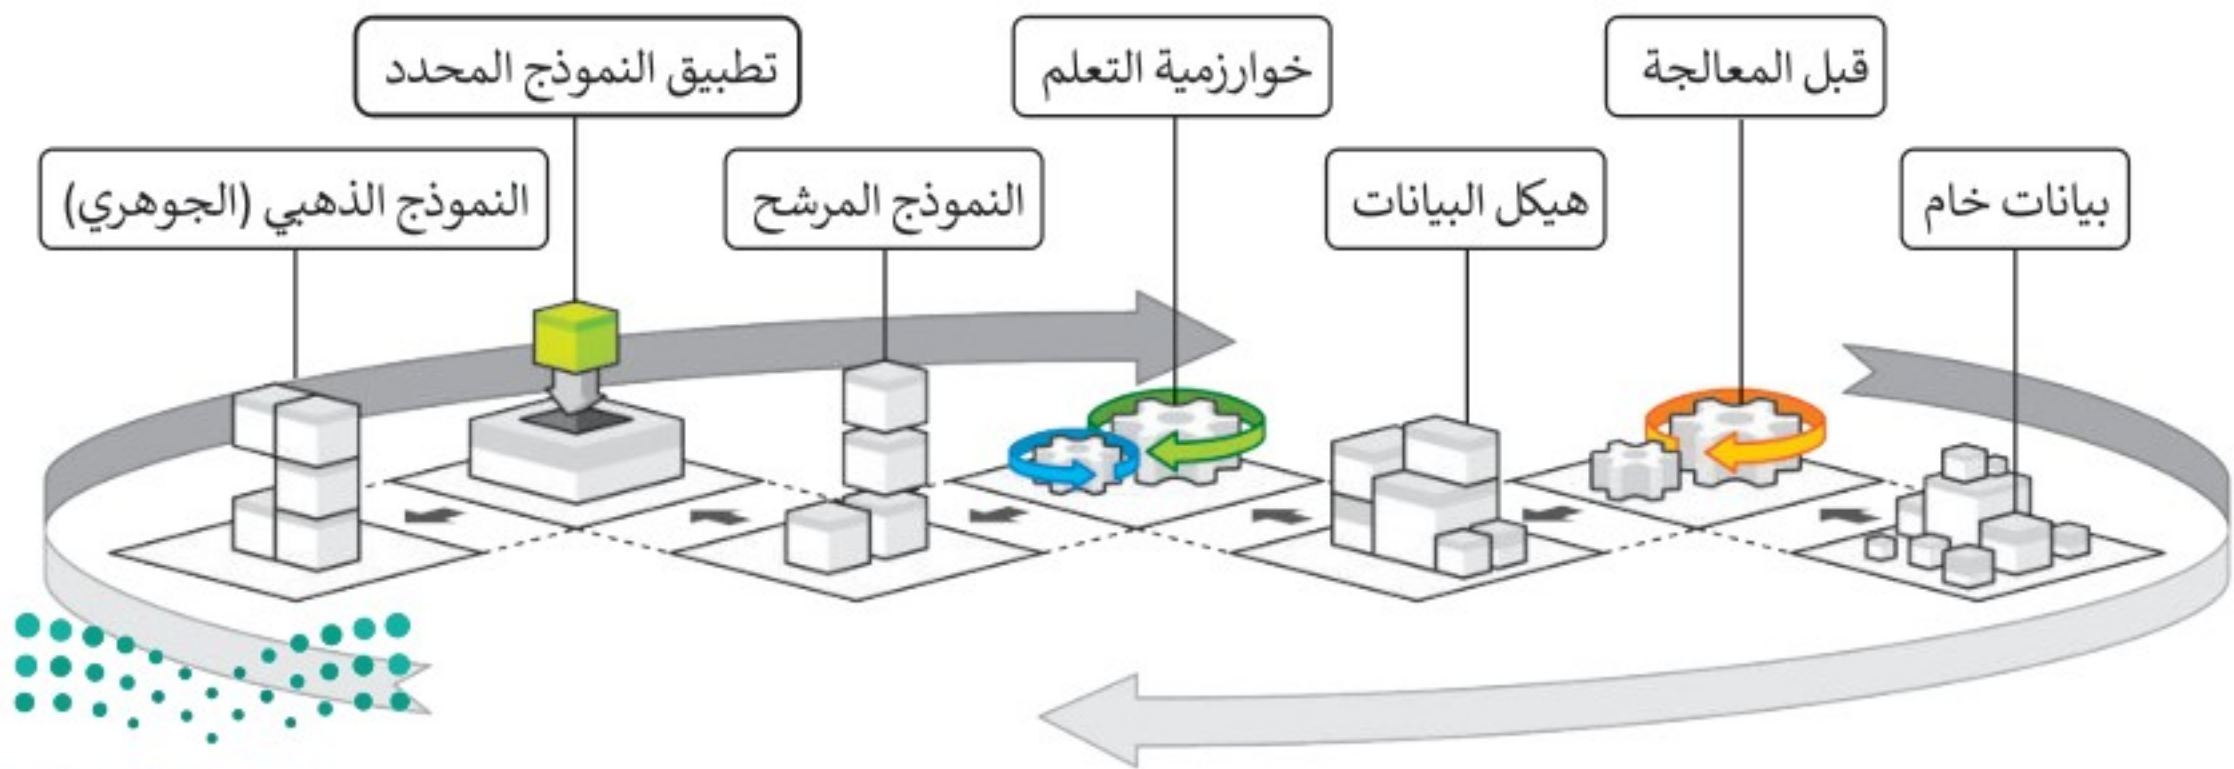 بيانات خام
قبل المعالجة
هيكل البيانات
خوارزمية التعلم
النموذج المرشح
تطبيق النموذج المحدد
النموذج الذهبي (الجوهري)